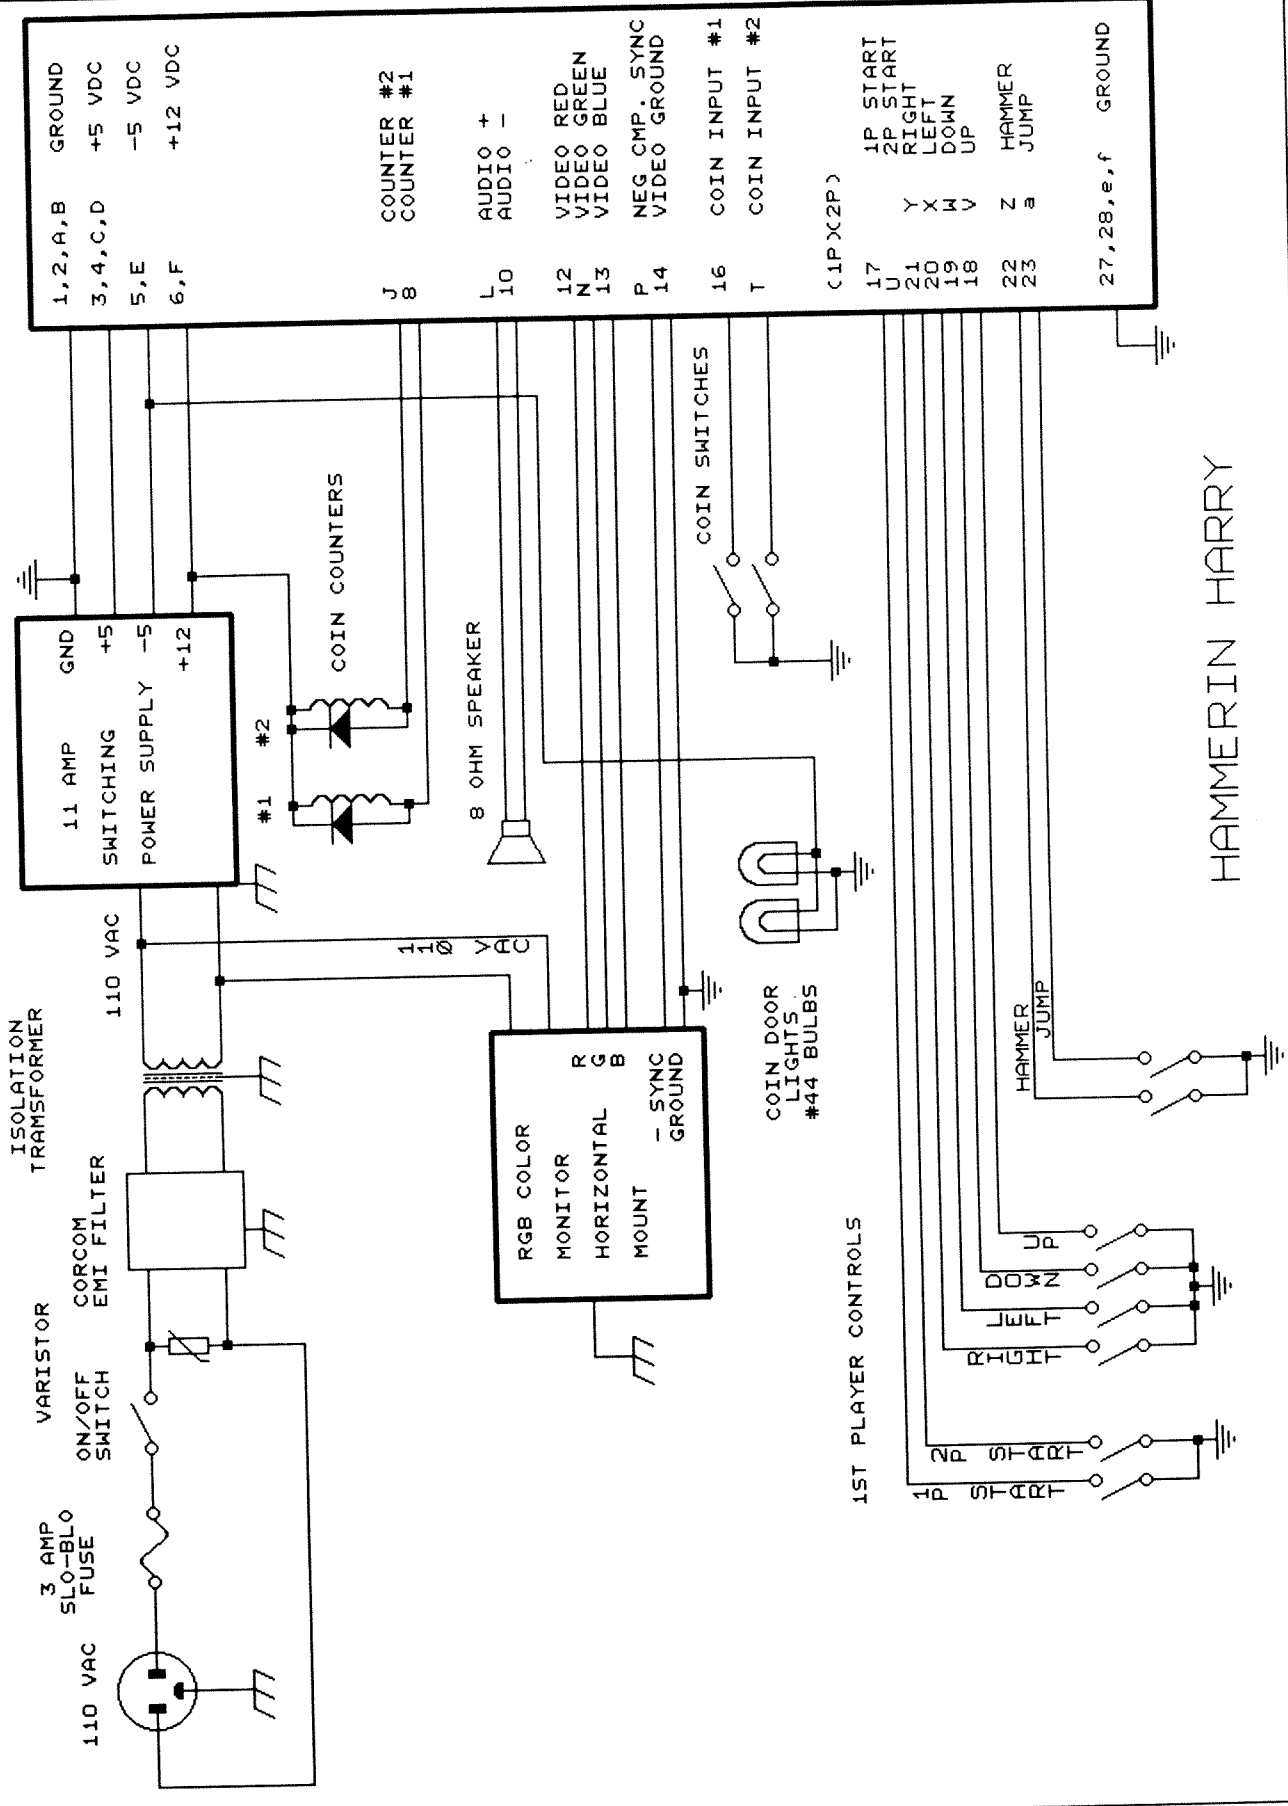 1,2,A,B GROUND
3,4,C,D +5 VDC
5,E -5 VDC
6,F +12 VDC
J COUNTER #2
8 COUNTER #1
L AUDIO +
10 AUDIO -
12 VIDEO RED
N VIDEO GREEN
13 VIDEO BLUE
P NEG CMP. SYNC
14 VIDEO GROUND
16 COIN INPUT #1
T COIN INPUT #2
(1P)(2P)
17 1P START
U 2P START
21 Y RIGHT
20 X LEFT
19 W DOWN
18 V UP
22 Z HAMMER
23 a JUMP
27,28,e,f GROUND
11 AMP GND
SWITCHING +5
POWER SUPPLY -5
+12
#1 #2
COIN COUNTERS
8 OHM SPEAKER
COIN SWITCHES
ISOLATION
TRAMSFORMER
110 VAC
110 VAC
CORCOM
EMI FILTER
VARISTOR
ON/OFF
SWITCH
3 AMP
SLO-BLO
FUSE
110 VAC
RGB COLOR R
MONITOR G
HORIZONTAL B
MOUNT - SYNC
GROUND
COIN DOOR
LIGHTS
#44 BULBS
1ST PLAYER CONTROLS
1P START
2P START
RIGHT
LEFT
DOWN
UP
HAMMER
JUMP
HAMMERIN HARRY